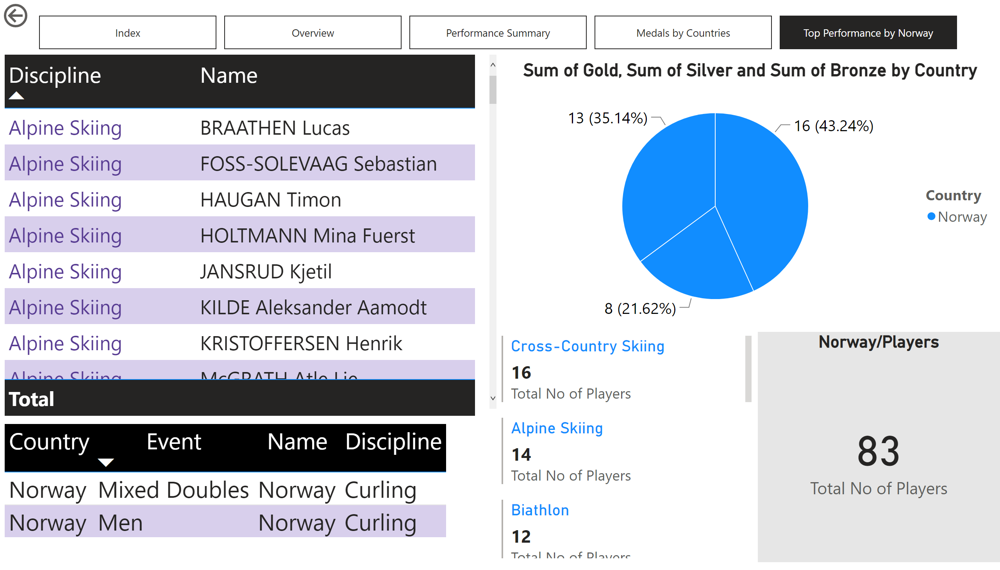 Index
Overview
Performance Summary
Medals by Countries
Top Performance by Norway
Discipline Name
Alpine Skiing BRAATHEN Lucas
Alpine Skiing FOSS-SOLEVAAG Sebastian
Alpine Skiing HAUGAN Timon
Alpine Skiing HOLTMANN Mina Fuerst
Alpine Skiing JANSRUD Kjetil
Alpine Skiing KILDE Aleksander Aamodt
Alpine Skiing KRISTOFFERSEN Henrik
Alpine Skiing McGRATH Atle Lie
Total
Country Event Name Discipline
Norway Mixed Doubles Norway Curling
Norway Men Norway Curling
Sum of Gold, Sum of Silver and Sum of Bronze by Country
13 (35.14%)
16 (43.24%)
8 (21.62%)
Country
Norway
Cross-Country Skiing
16
Total No of Players
Alpine Skiing
14
Total No of Players
Biathlon
12
Total No of Players
Norway/Players
83
Total No of Players